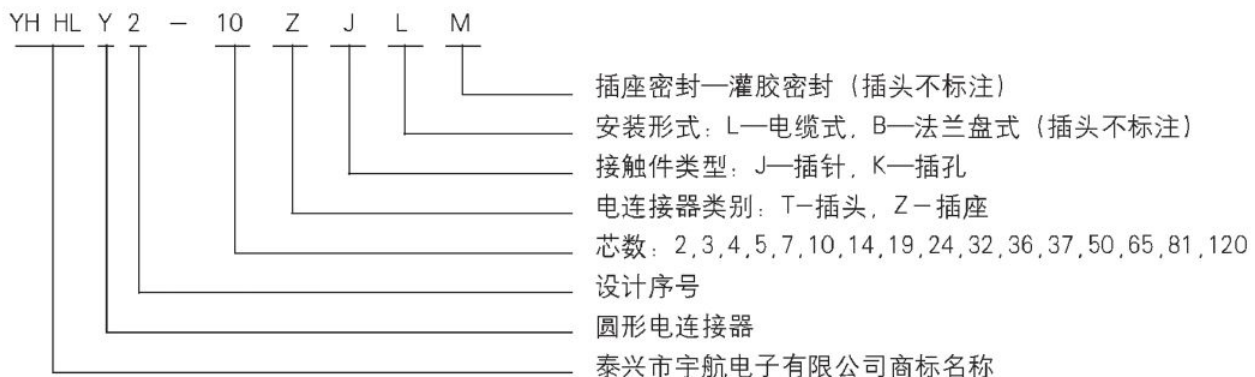 YH HL Y 2 - 10 Z J L M
插座密封—灌胶密封（插头不标注）
安装形式：L—电缆式，B—法兰盘式（插头不标注）
接触件类型：J—插针，K—插孔
电连接器类别：T-插头，Z-插座
芯数：2,3,4,5,7,10,14,19,24,32,36,37,50,65,81,120
设计序号
圆形电连接器
泰兴市宇航电子有限公司商标名称